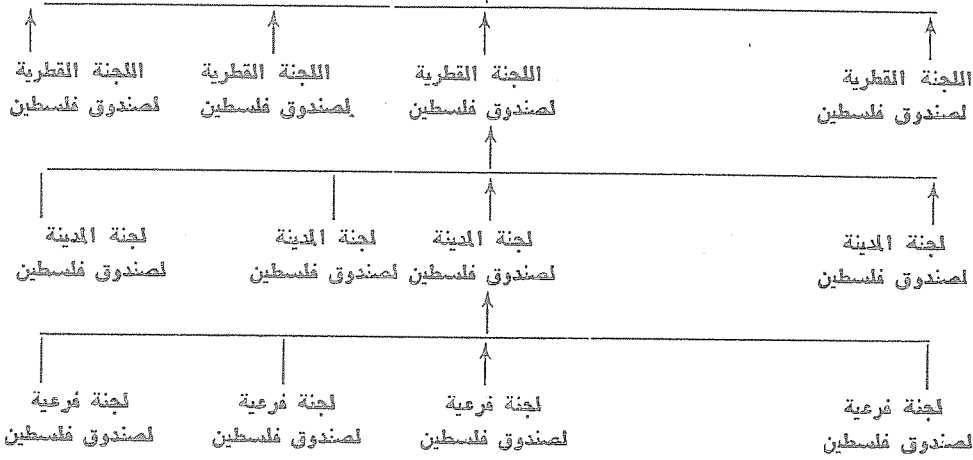 اللجنة القطرية اللجنة القطرية اللجنة القطرية اللجنة القطرية
لصندوق فلسطين لصندوق فلسطين لصندوق فلسطين لصندوق فلسطين
لجنة المدينة لجنة المدينة لجنة المدينة لجنة المدينة
لصندوق فلسطين لصندوق فلسطين لصندوق فلسطين لصندوق فلسطين
لجنة فرعية لجنة فرعية لجنة فرعية لجنة فرعية
لصندوق فلسطين لصندوق فلسطين لصندوق فلسطين لصندوق فلسطين